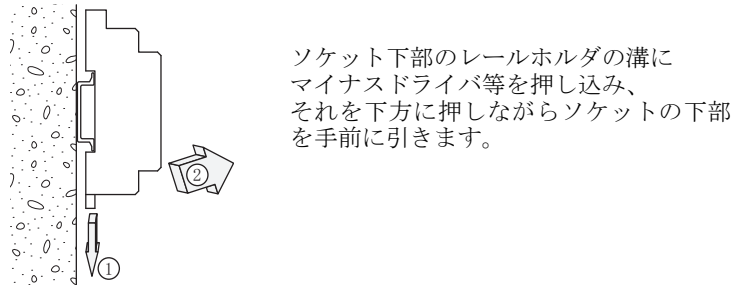 ソケット下部のレールホルダの溝に
マイナスドライバ等を押し込み、
それを下方に押しながらソケットの下部
を手前に引きます。
②
①